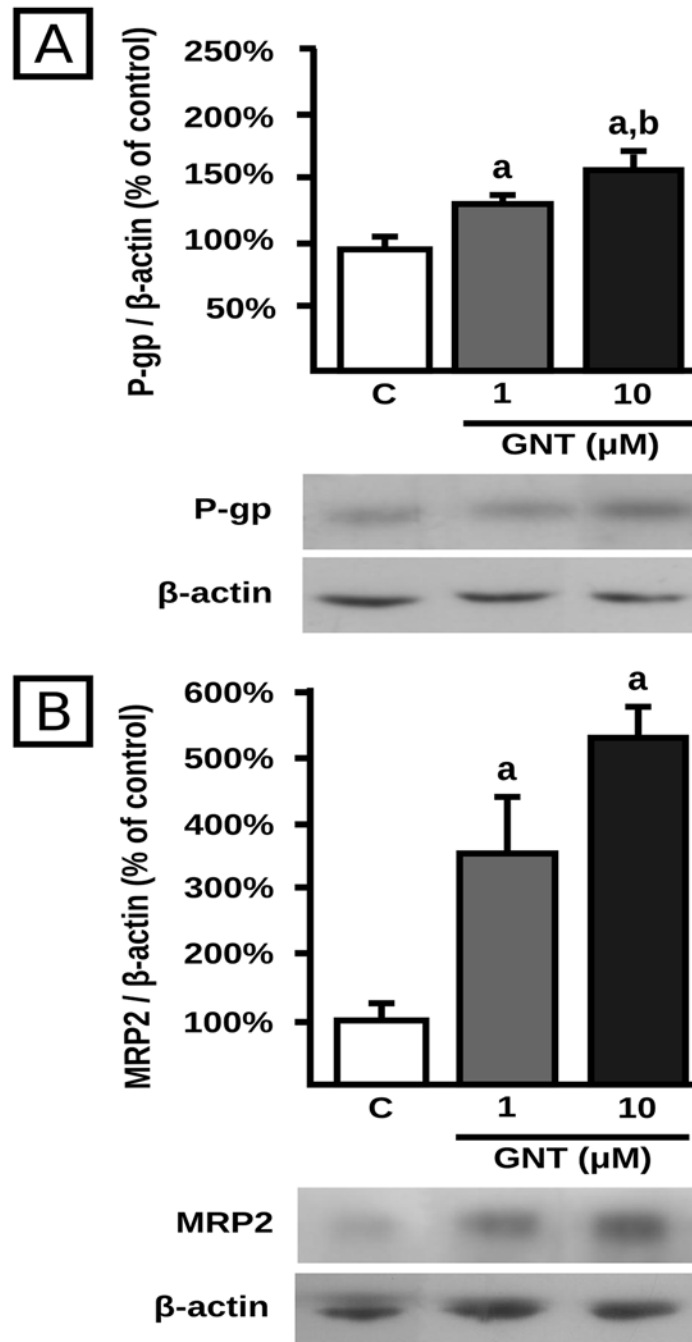 A
P-gp / β-actin (% of control)
250%
200%
150%
100%
50%
a
a,b
C
1
10
GNT (μM)
P-gp
β-actin
B
MRP2 / β-actin (% of control)
600%
500%
400%
300%
200%
100%
a
a
C
1
10
GNT (μM)
MRP2
β-actin